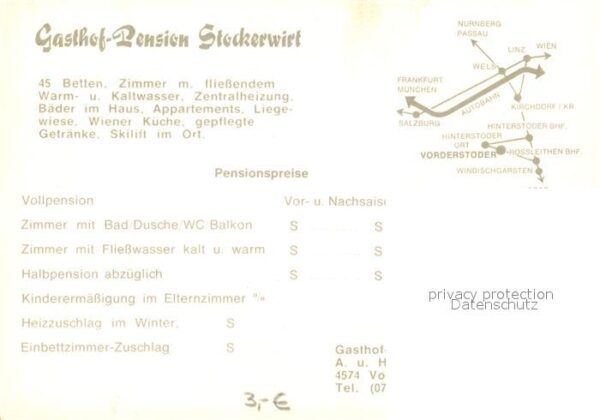 Gasthof-Pension Stockerwirt
45 Betten, Zimmer m. fließendem
Warm- u. Kaltwasser, Zentralheizung,
Bäder im Haus, Appartements, Liege-
wiese, Wiener Küche, gepflegte
Getränke, Skilift im Ort.
NÜRNBERG
PASSAU
LINZ
WIEN
WELS
FRANKFURT
MÜNCHEN
AUTOBAHN
KIRCHDORF / KR
SALZBURG
HINTERSTODER BHF.
HINTERSTODER
ORT
VORDERSTODER
ROSSLEITHEN BHF.
WINDISCHGARSTEN
Pensionspreise
Vollpension Vor- u. Nachsaiso
Zimmer mit Bad/Dusche/WC Balkon S S
Zimmer mit Fließwasser kalt u. warm S S
Halbpension abzüglich S S
Kinderermäßigung im Elternzimmer %
Heizzuschlag im Winter, S
Einbettzimmer-Zuschlag S
privacy protection
Datenschutz
Gasthof-
A. u. H
4574 Vo
Tel. (07
3,-€